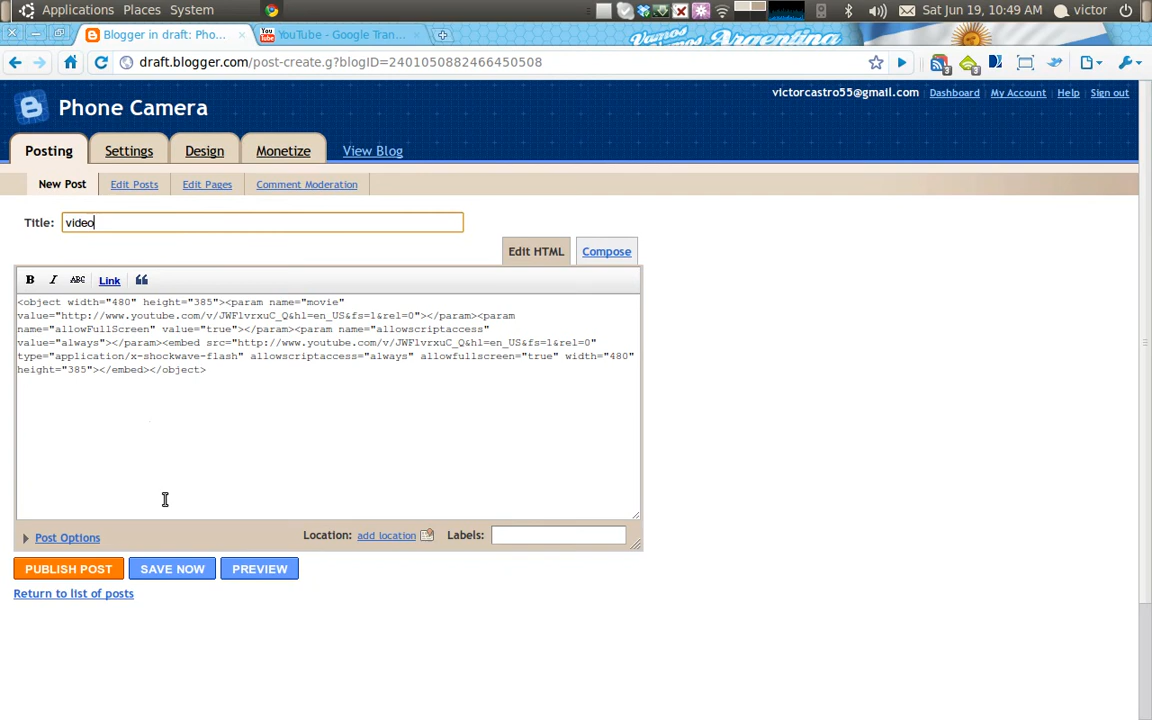 Applications Places System
Sat Jun 19, 10:49 AM victor
Blogger in draft: Pho...
YouTube - Google Tran...
Vamos Vamos Argentina
draft.blogger.com/post-create.g?blogID=2401050882466450508
3 3
Phone Camera
victorcastro55@gmail.com Dashboard My Account Help Sign out
Posting Settings Design Monetize View Blog
New Post Edit Posts Edit Pages Comment Moderation
Title: video
Edit HTML Compose
B I ABC Link
<object width="480" height="385"><param name="movie"
value="http://www.youtube.com/v/JWFlvrxuC_Q&hl=en_US&fs=1&rel=0"></param><param
name="allowFullScreen" value="true"></param><param name="allowscriptaccess"
value="always"></param><embed src="http://www.youtube.com/v/JWFlvrxuC_Q&hl=en_US&fs=1&rel=0"
type="application/x-shockwave-flash" allowscriptaccess="always" allowfullscreen="true" width="480"
height="385"></embed></object>
Post Options Location: add location Labels:
PUBLISH POST SAVE NOW PREVIEW
Return to list of posts